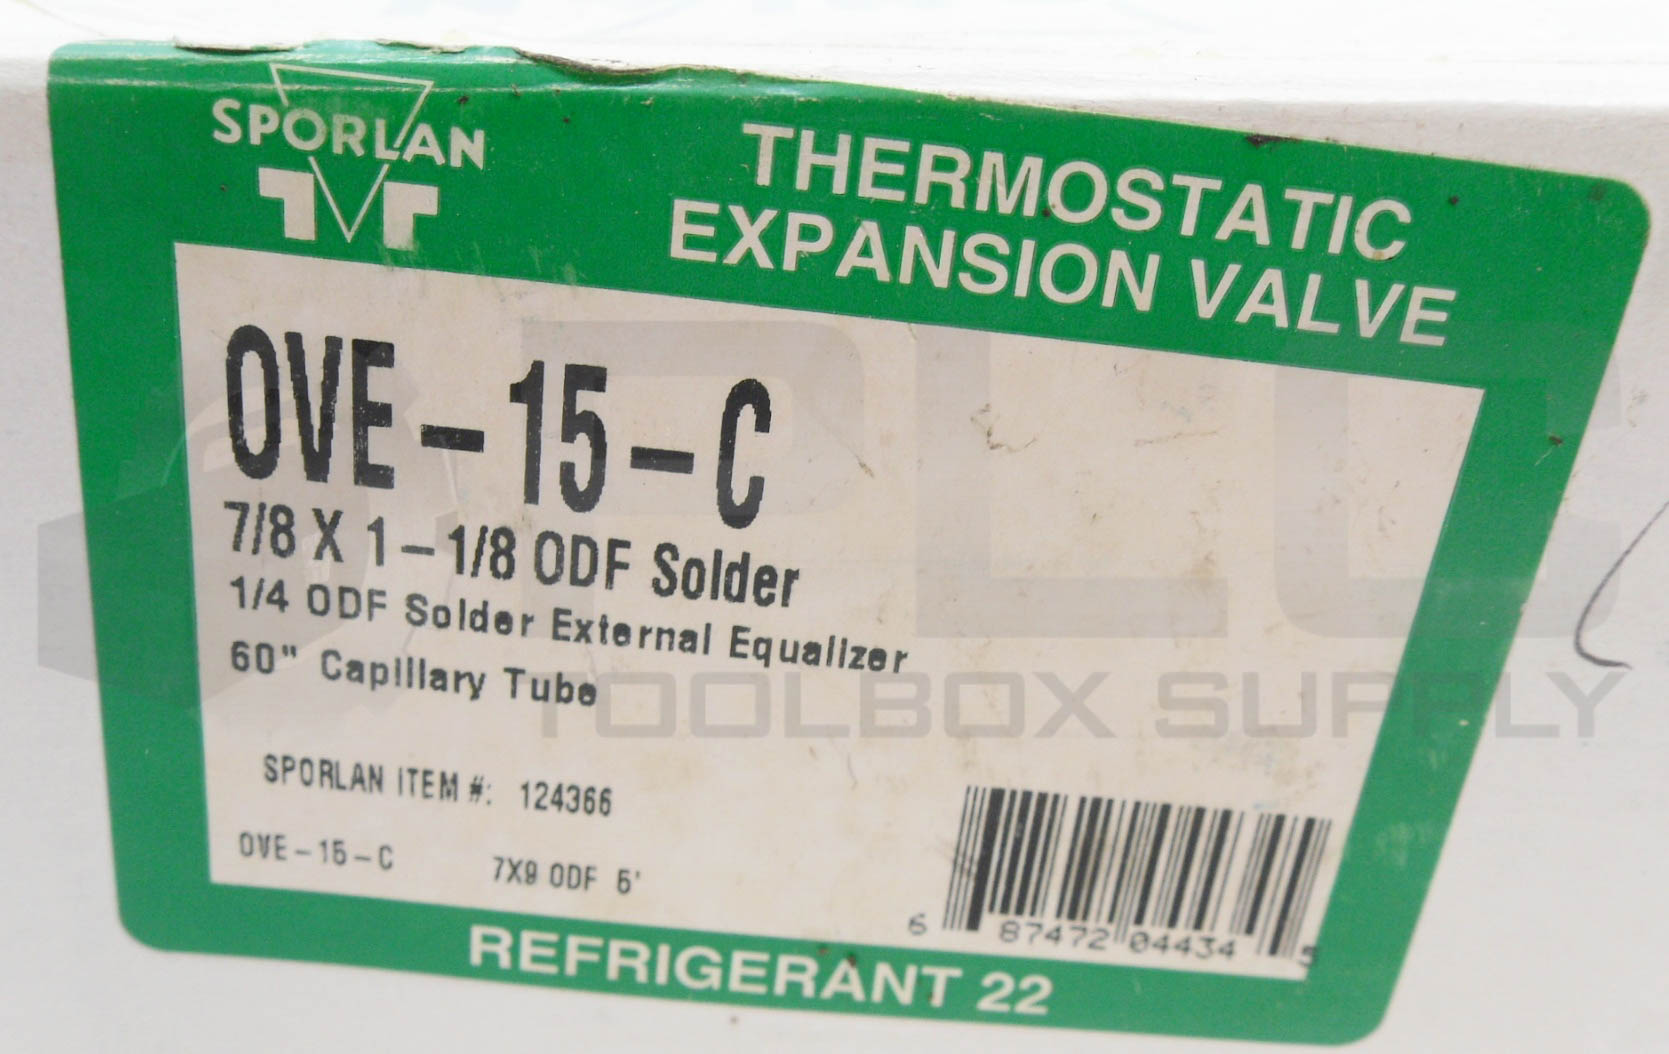 SPORLAN
THERMOSTATIC
EXPANSION VALVE
OVE-15-C
7/8 X 1-1/8 ODF Solder
1/4 ODF Solder External Equalizer
60" Capillary Tube
SPORLAN ITEM #: 124366
OVE-15-C 7X9 ODF 5'
6 87472 04434 5
REFRIGERANT 22
PLC
TOOLBOX SUPPLY